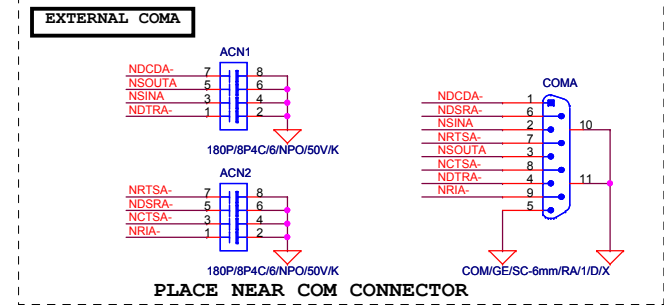 EXTERNAL COMA
ACN1
NDCDA- 7 8
NSOUTA 5 6
NSINA 3 4
NDTRA- 1 2
180P/8P4C/6/NPO/50V/K
ACN2
NRTSA- 7 8
NDSRA- 5 6
NCTSA- 3 4
NRIA- 1 2
180P/8P4C/6/NPO/50V/K
COMA
NDCDA- 1
NDSRA- 6
NSINA 2 10
NRTSA- 7
NSOUTA 3
NCTSA- 8
NDTRA- 4 11
NRIA- 9
5
COM/GE/SC-6mm/RA/1/D/X
PLACE NEAR COM CONNECTOR